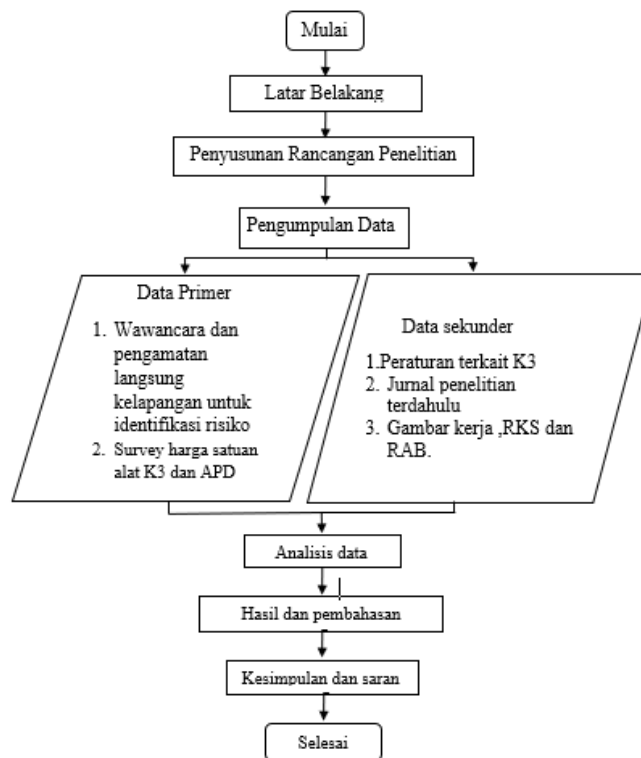 Mulai
Latar Belakang
Penyusunan Rancangan Penelitian
Pengumpulan Data
Data Primer
1. Wawancara dan
pengamatan
langsung
kelapangan untuk
identifikasi risiko
2. Survey harga satuan
alat K3 dan APD
Data sekunder
1.Peraturan terkait K3
2. Jurnal penelitian
terdahulu
3. Gambar kerja ,RKS dan
RAB.
Analisis data
Hasil dan pembahasan
Kesimpulan dan saran
Selesai